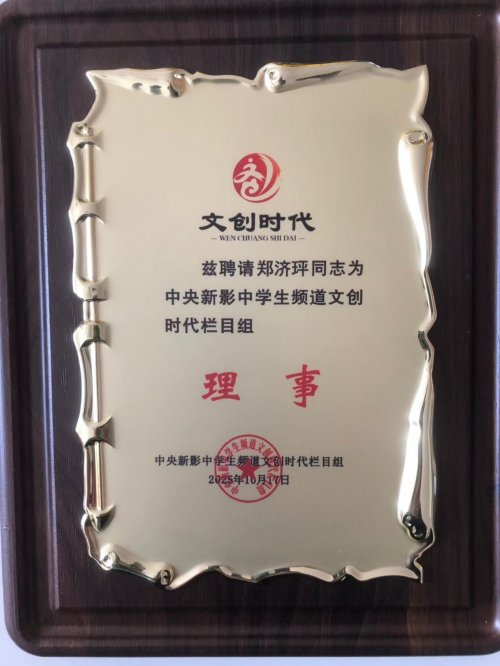 文创时代
— WEN CHUANG SHI DAI —
兹聘请郑济玶同志为
中央新影中学生频道文创
时代栏目组
理事
中央新影中学生频道文创时代栏目组
2025年10月17日